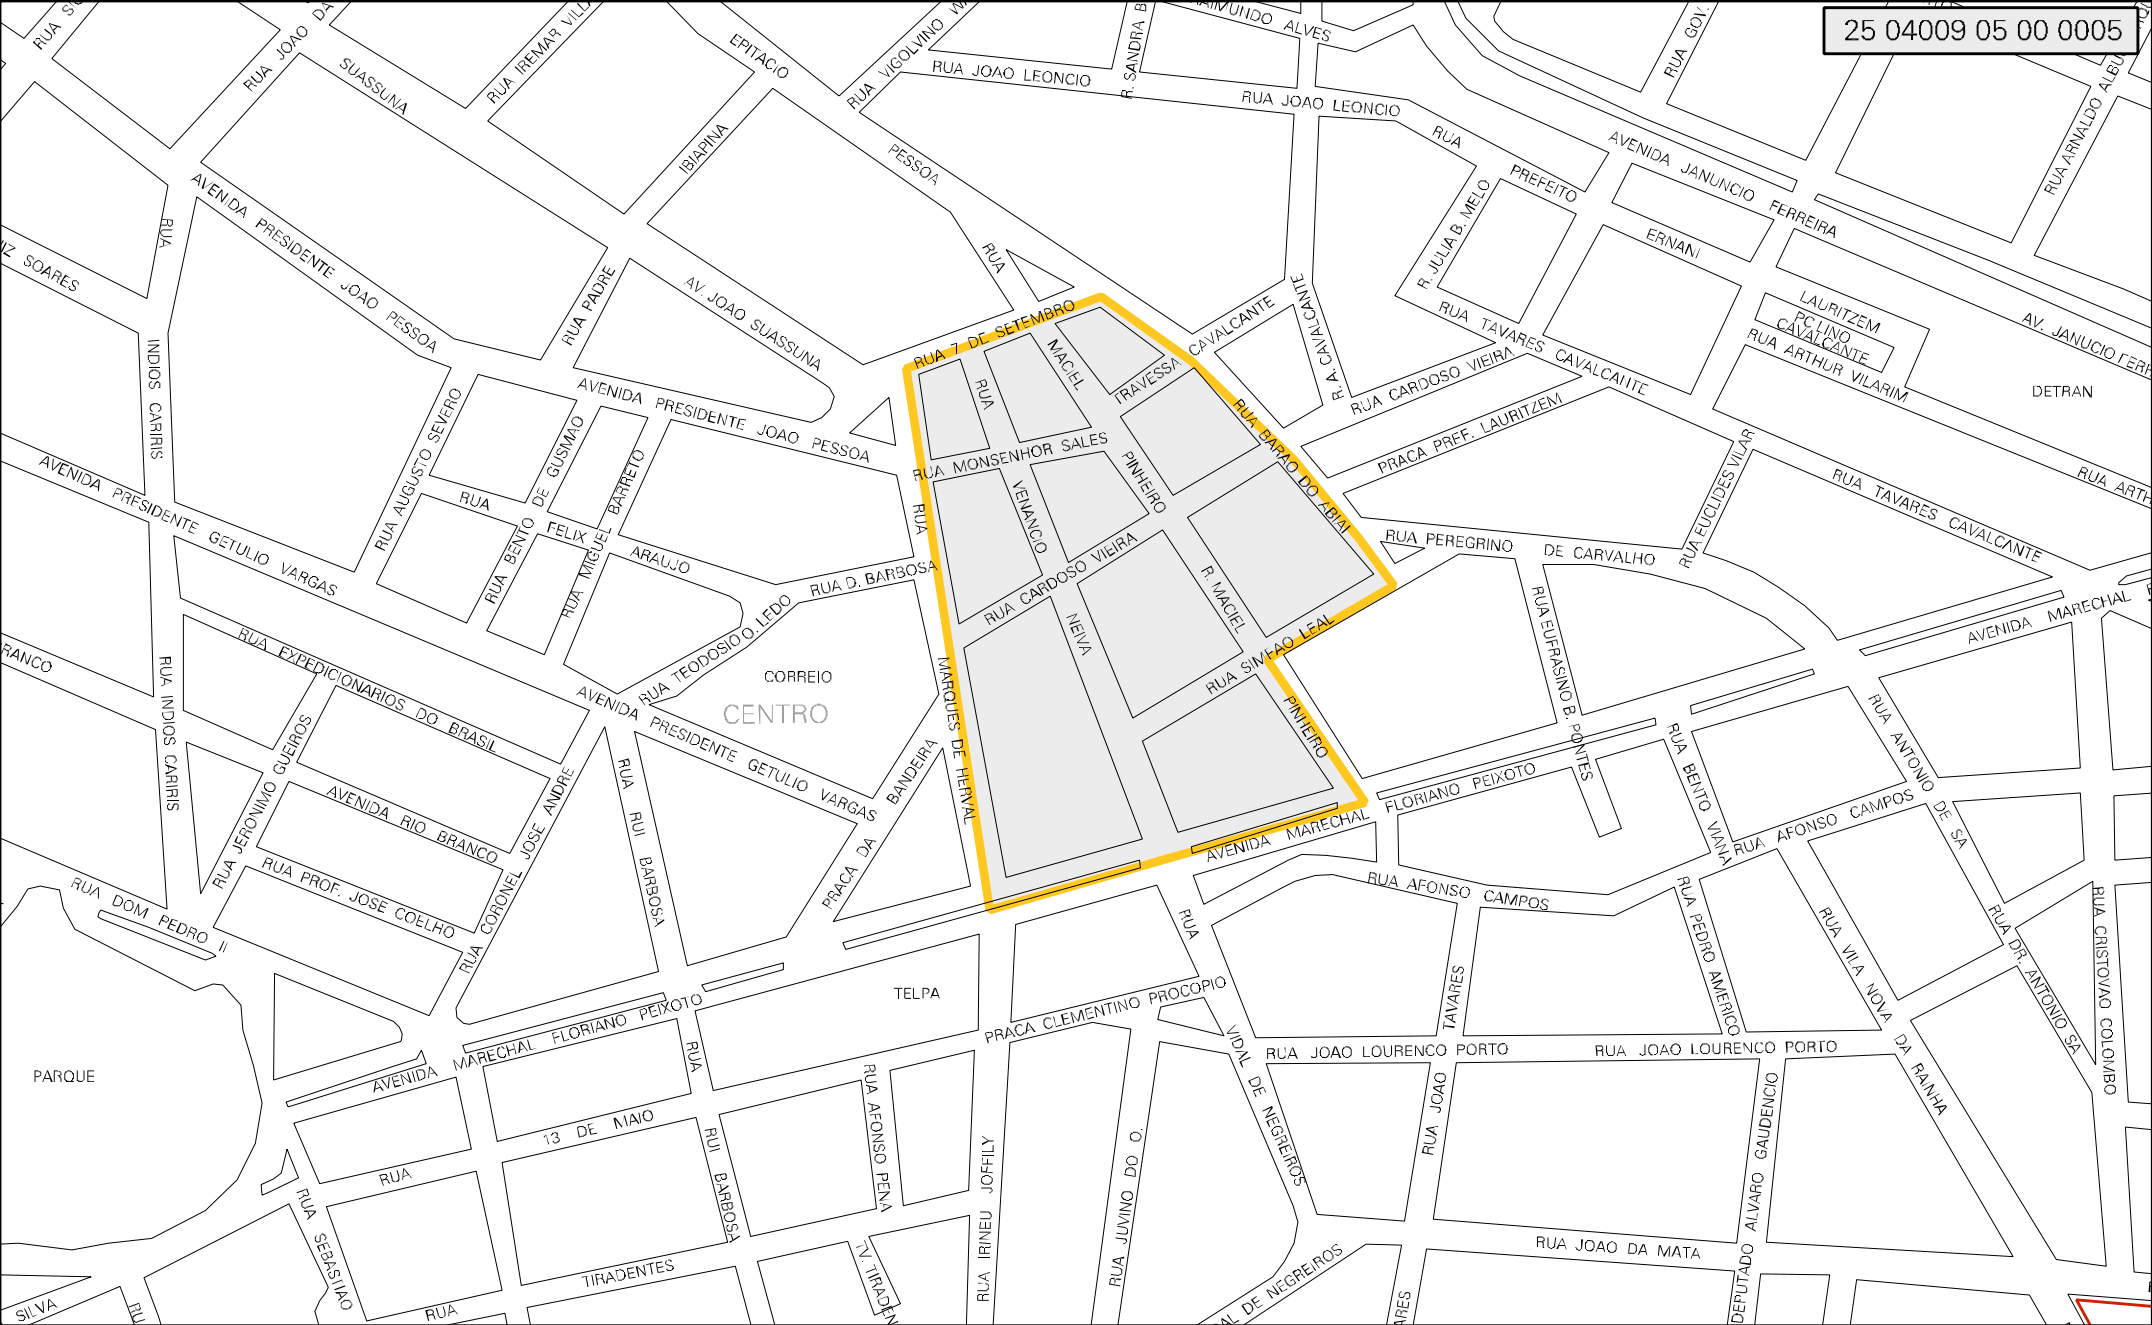 25 04009 05 00 0005
RUA JOAO DA
SUASSUNA
RUA IREMAR VILLA
EPITACIO
RUA VIGOLVINO
RUA JOAO LEONCIO
R. SANDRA B
RAIMUNDO ALVES
RUA JOAO LEONCIO
RUA GOV.
RUA ARNALDO ALBU
RUA
PREFEITO
ERNANI
AVENIDA JANUNCIO FERREIRA
IBIAPINA
PESSOA
RUA
IZ SOARES
AVENIDA PRESIDENTE JOAO PESSOA
RUA PADRE
AV. JOAO SUASSUNA
RUA
RUA 7 DE SETEMBRO
R. JULIA B. MELO
RUA TAVARES CAVALCANTE
LAURITZEM
PC LINO
CAVALCANTE
RUA ARTHUR VILARIM
AV. JANUCIO FERR
DETRAN
RUA ARTH
INDIOS CARIRIS
AVENIDA PRESIDENTE JOAO PESSOA
MACIEL
RUA
TRAVESSA CAVALCANTE
R. A. CAVALCANTE
RUA CARDOSO VIEIRA
PRACA PREF. LAURITZEM
RUA BARAO DO ABIAI
RUA MONSENHOR SALES
PINHEIRO
VENANCIO
NEIVA
RUA CARDOSO VIEIRA
R. MACIEL
PINHEIRO
RUA SIMEAO LEAL
RUA
MARQUES DE HERVAL
AVENIDA PRESIDENTE GETULIO VARGAS
RUA AUGUSTO SEVERO
RUA
FELIX
ARAUJO
RUA BENTO DE GUSMAO
RUA MIGUEL BARRETO
RUA D. BARBOSA
RUA TEODOSIO O. LEDO
CORREIO
CENTRO
RUA PEREGRINO DE CARVALHO
RUA EUCLIDES VILAR
RUA TAVARES CAVALCANTE
RUA EUFRASINO B. PONTES
AVENIDA MARECHAL
RANCO
RUA INDIOS CARIRIS
RUA EXPEDICIONARIOS DO BRASIL
RUA JERONIMO GUEIROS
AVENIDA RIO BRANCO
RUA PROF. JOSE COELHO
RUA CORONEL JOSE ANDRE
AVENIDA PRESIDENTE GETULIO VARGAS
RUA RUI BARBOSA
PRACA DA BANDEIRA
AVENIDA MARECHAL FLORIANO PEIXOTO
RUA BENTO VIANA
RUA ANTONIO DE SA
RUA AFONSO CAMPOS
RUA AFONSO CAMPOS
RUA DOM PEDRO II
PARQUE
TELPA
AVENIDA MARECHAL FLORIANO PEIXOTO
PRACA CLEMENTINO PROCOPIO
RUA
VIDAL DE NEGREIROS
RUA JOAO TAVARES
RUA PEDRO AMERICO
RUA VILA NOVA DA RAINHA
RUA DR. ANTONIO SA
RUA CRISTOVAO COLOMBO
RUA JOAO LOURENCO PORTO
RUA JOAO LOURENCO PORTO
RUA
RUI BARBOSA
RUA 13 DE MAIO
RUA AFONSO PENA
RUA IRINEU JOFFILY
RUA JUVINO DO O.
DEPUTADO ALVARO GAUDENCIO
RUA JOAO DA MATA
RUA SEBASTIAO
RUA TIRADENTES
TV. TIRADEN
AL DE NEGREIROS
ARES
SILVA
RU